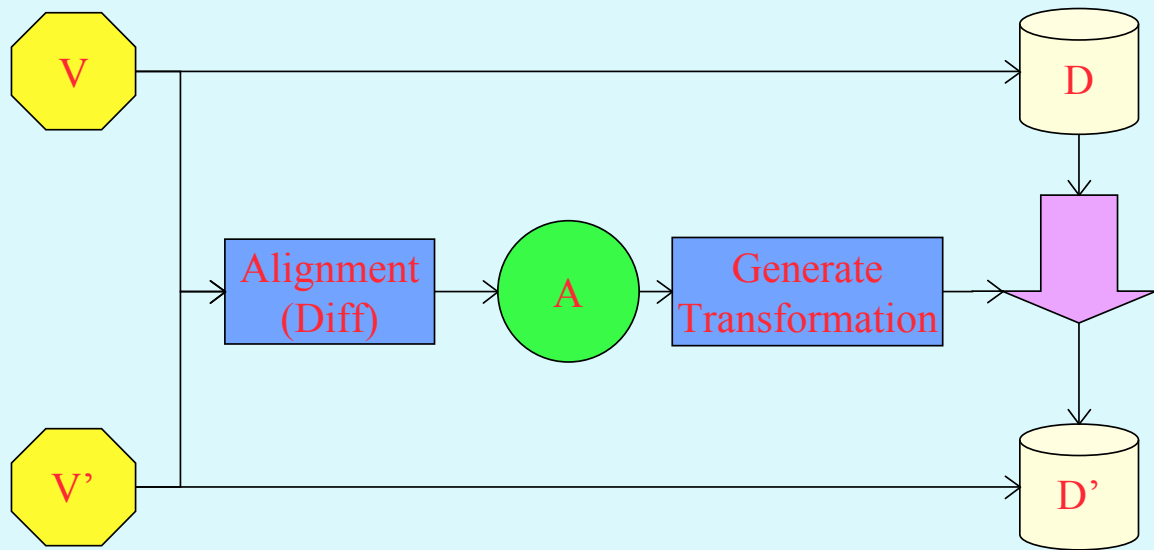 V
D
Alignment
(Diff)
A
Generate
Transformation
V’
D’